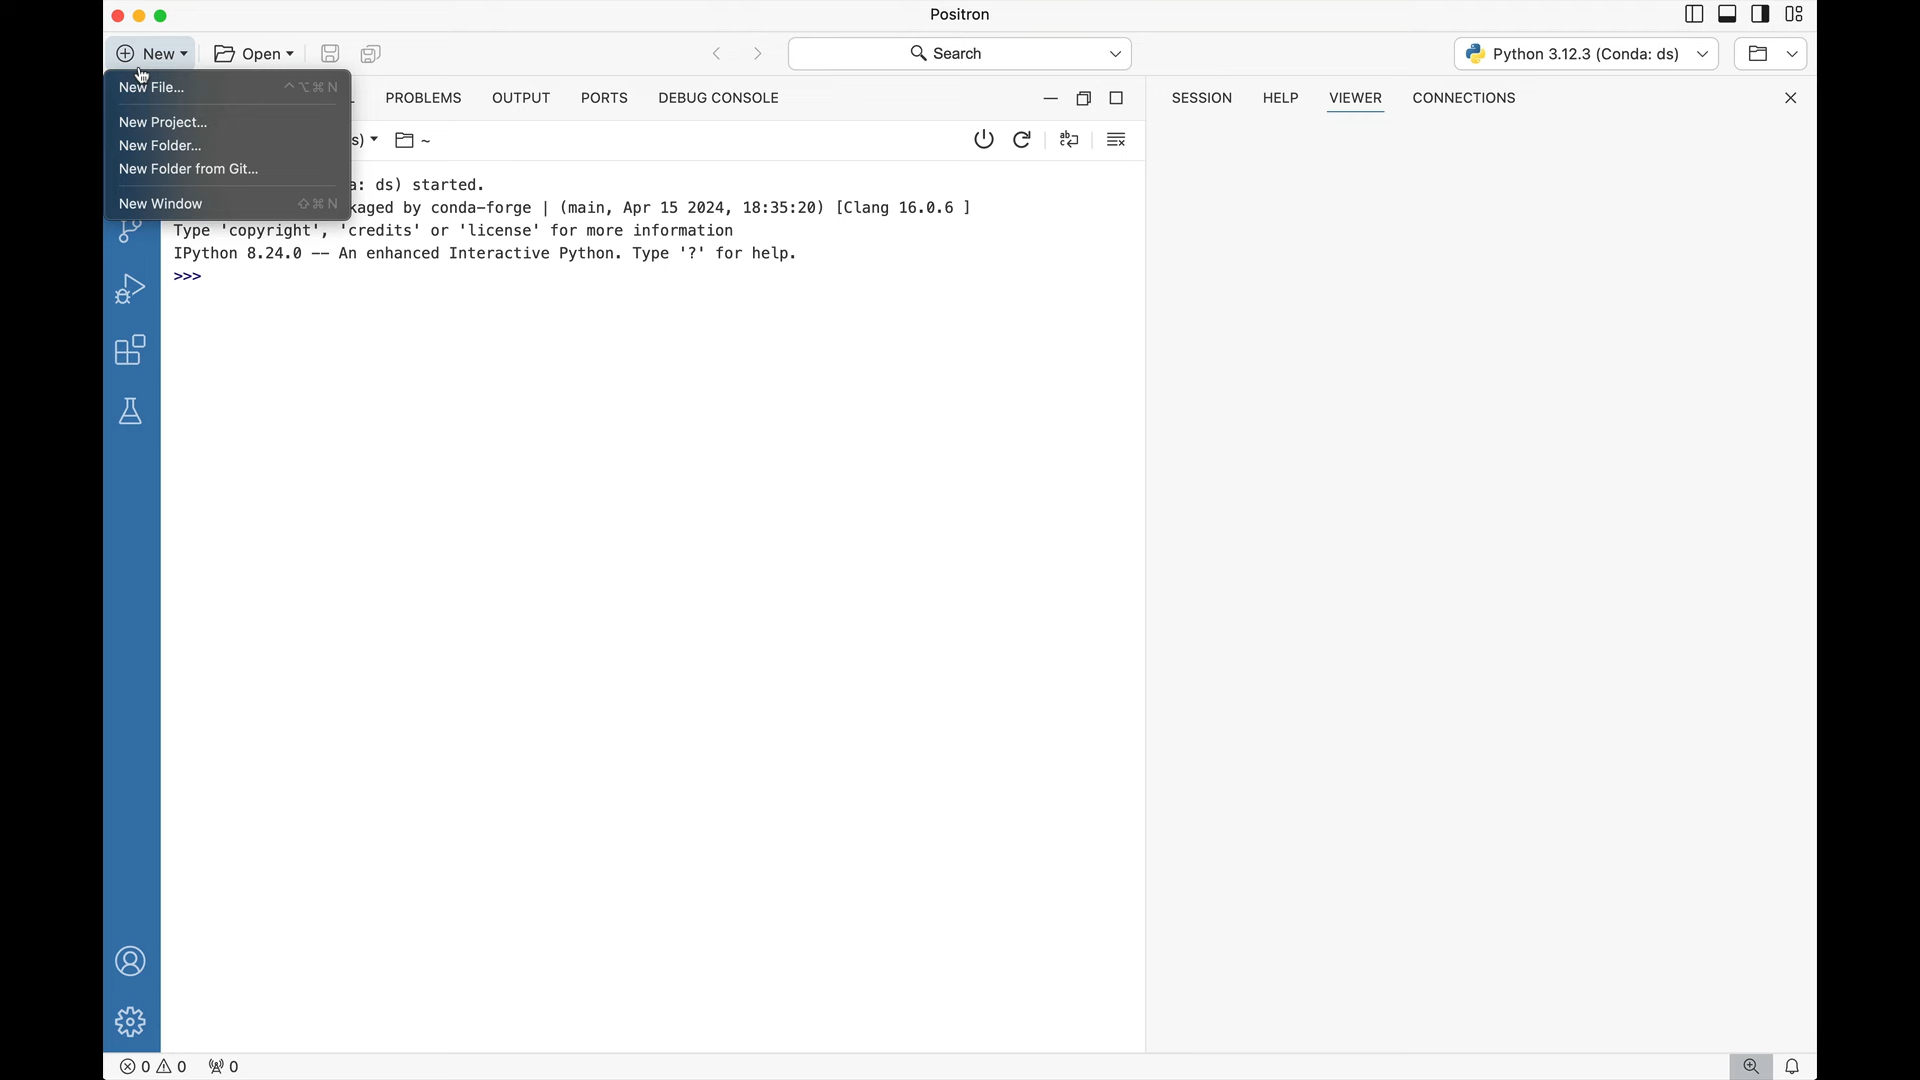 Positron
New
Open
Search
Python 3.12.3 (Conda: ds)
New File... ^⌥⌘N
New Project...
New Folder...
New Folder from Git...
New Window ⇧⌘N
PROBLEMS
OUTPUT
PORTS
DEBUG CONSOLE
SESSION
HELP
VIEWER
CONNECTIONS
s)
~
a: ds) started.
kaged by conda-forge | (main, Apr 15 2024, 18:35:20) [Clang 16.0.6 ]
Type 'copyright', 'credits' or 'license' for more information
IPython 8.24.0 -- An enhanced Interactive Python. Type '?' for help.
>>>
0 0 0